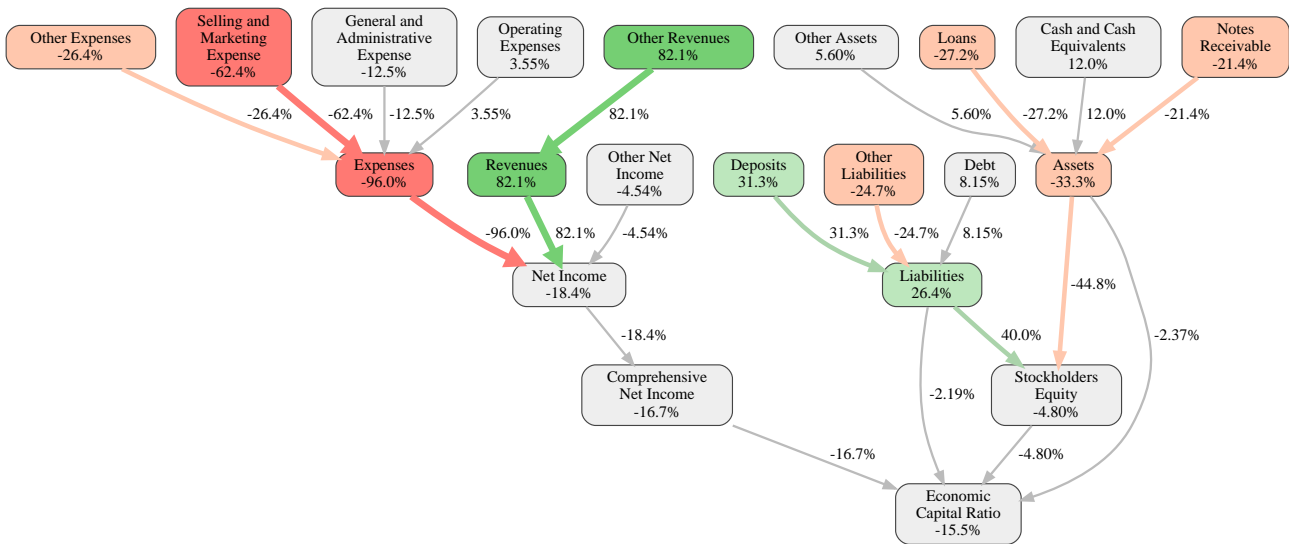 Other Expenses
-26.4%
Selling and
Marketing
Expense
-62.4%
General and
Administrative
Expense
-12.5%
Operating
Expenses
3.55%
Other Revenues
82.1%
Other Assets
5.60%
Loans
-27.2%
Cash and Cash
Equivalents
12.0%
Notes
Receivable
-21.4%
-26.4%
-62.4%
-12.5%
3.55%
82.1%
5.60%
-27.2%
12.0%
-21.4%
Expenses
-96.0%
Revenues
82.1%
Other Net
Income
-4.54%
Deposits
31.3%
Other
Liabilities
-24.7%
Debt
8.15%
Assets
-33.3%
-96.0%
82.1%
-4.54%
31.3%
-24.7%
8.15%
Net Income
-18.4%
Liabilities
26.4%
-44.8%
-18.4%
40.0%
-2.37%
Comprehensive
Net Income
-16.7%
-2.19%
Stockholders
Equity
-4.80%
-16.7%
-4.80%
Economic
Capital Ratio
-15.5%